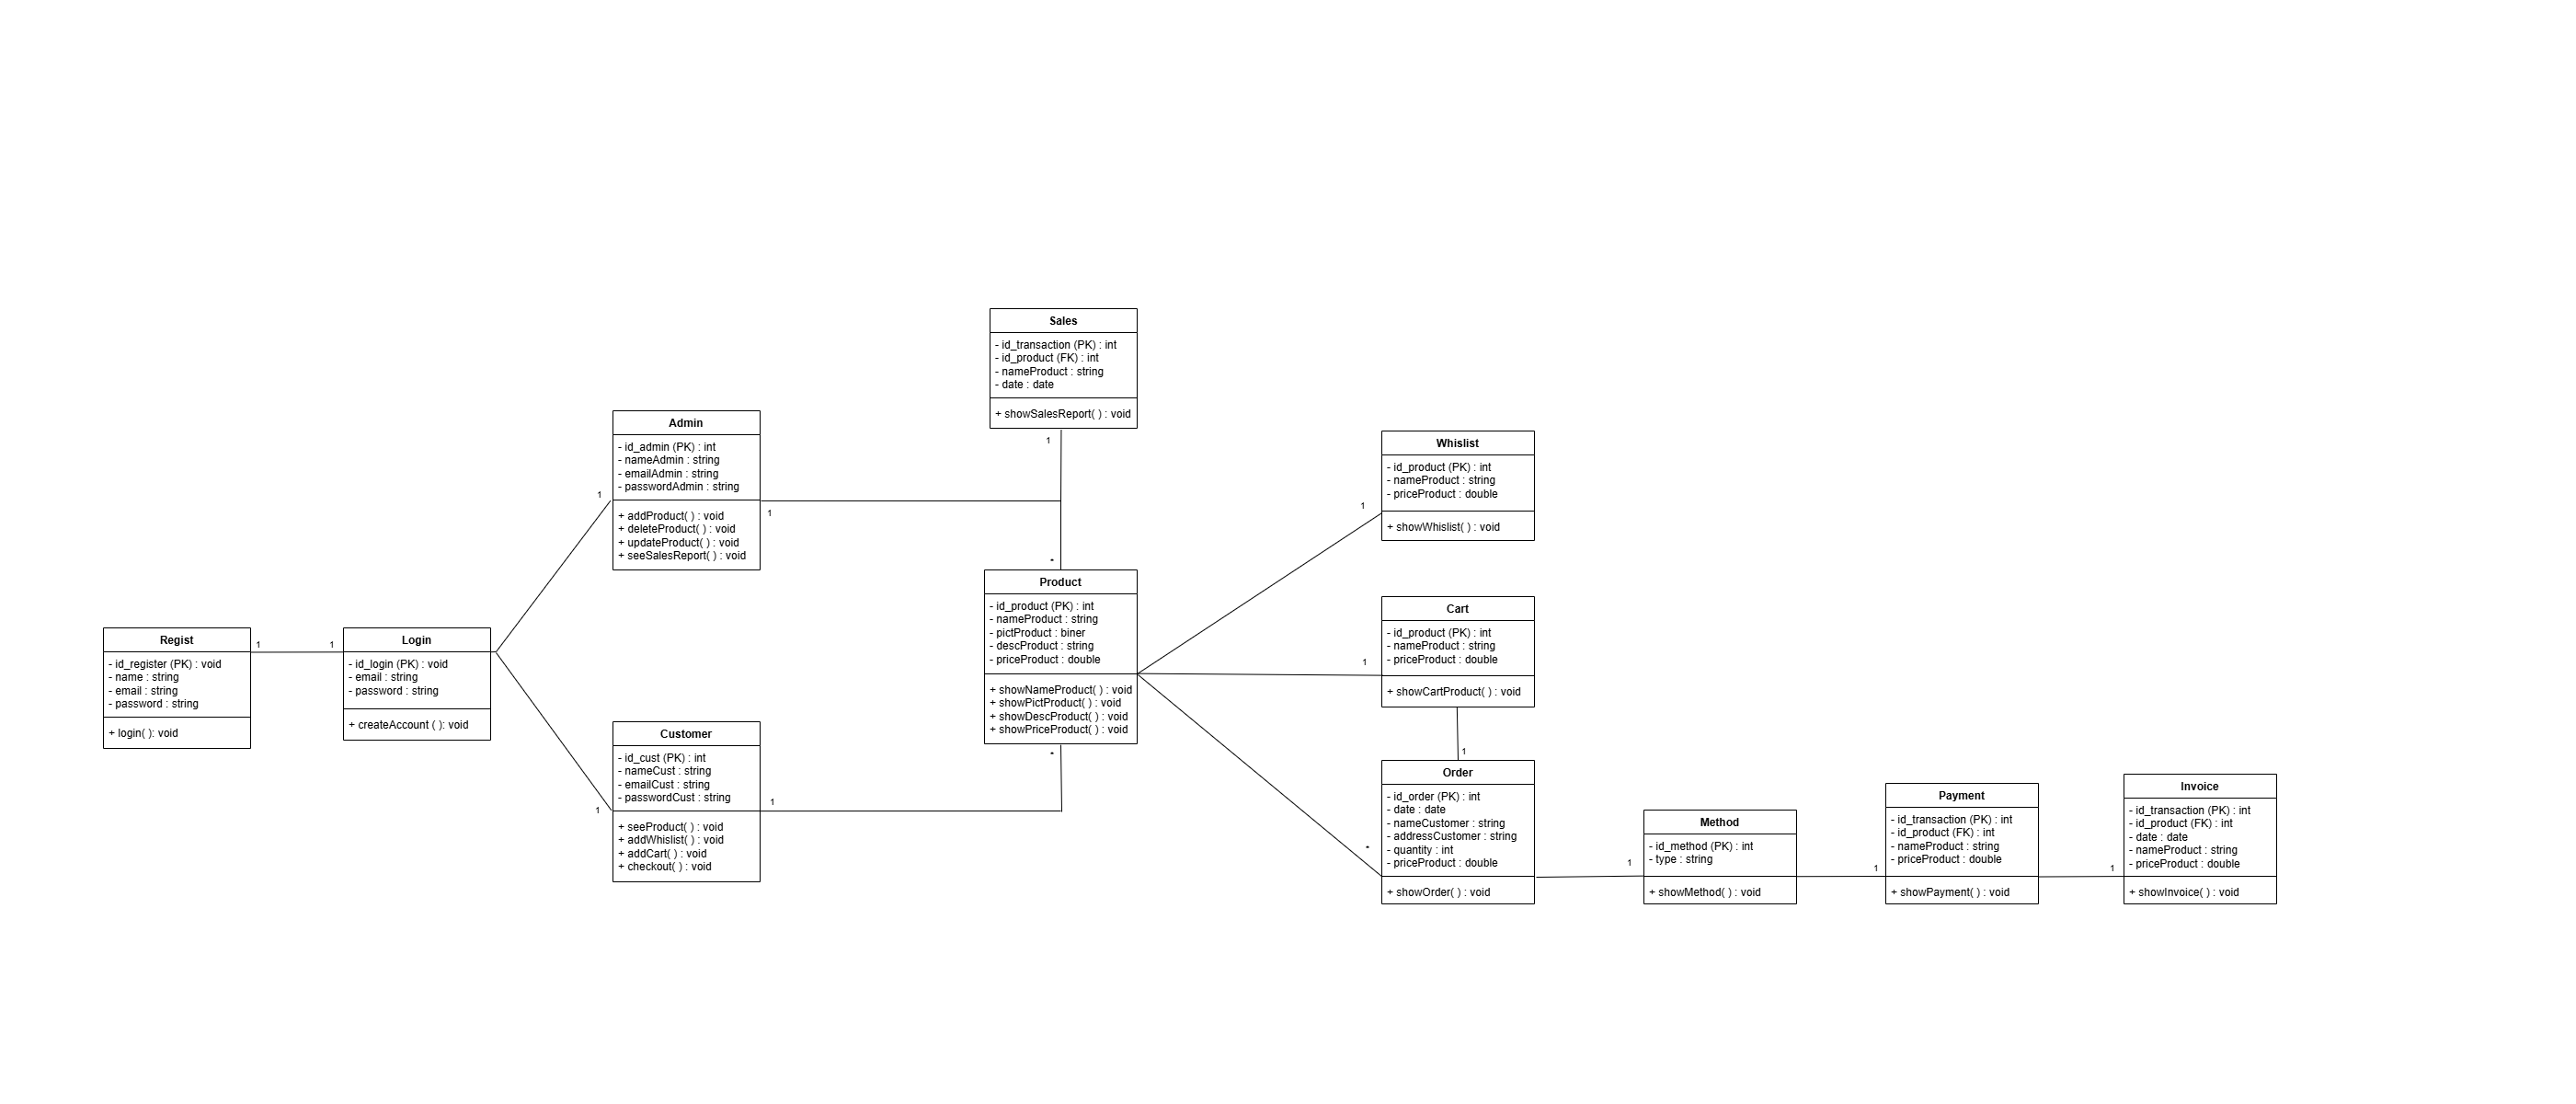 Regist
- id_register (PK) : void
- name : string
- email : string
- password : string
+ login( ): void
1
1
Login
- id_login (PK) : void
- email : string
- password : string
+ createAccount ( ): void
1
Admin
- id_admin (PK) : int
- nameAdmin : string
- emailAdmin : string
- passwordAdmin : string
+ addProduct( ) : void
+ deleteProduct( ) : void
+ updateProduct( ) : void
+ seeSalesReport( ) : void
1
1
Customer
- id_cust (PK) : int
- nameCust : string
- emailCust : string
- passwordCust : string
+ seeProduct( ) : void
+ addWhislist( ) : void
+ addCart( ) : void
+ checkout( ) : void
1
Sales
- id_transaction (PK) : int
- id_product (FK) : int
- nameProduct : string
- date : date
+ showSalesReport( ) : void
1
*
Product
- id_product (PK) : int
- nameProduct : string
- pictProduct : biner
- descProduct : string
- priceProduct : double
+ showNameProduct( ) : void
+ showPictProduct( ) : void
+ showDescProduct( ) : void
+ showPriceProduct( ) : void
*
1
Whislist
- id_product (PK) : int
- nameProduct : string
- priceProduct : double
+ showWhislist( ) : void
1
Cart
- id_product (PK) : int
- nameProduct : string
- priceProduct : double
+ showCartProduct( ) : void
1
*
Order
- id_order (PK) : int
- date : date
- nameCustomer : string
- addressCustomer : string
- quantity : int
- priceProduct : double
+ showOrder( ) : void
1
Method
- id_method (PK) : int
- type : string
+ showMethod( ) : void
1
Payment
- id_transaction (PK) : int
- id_product (FK) : int
- nameProduct : string
- priceProduct : double
+ showPayment( ) : void
1
Invoice
- id_transaction (PK) : int
- id_product (FK) : int
- date : date
- nameProduct : string
- priceProduct : double
+ showInvoice( ) : void